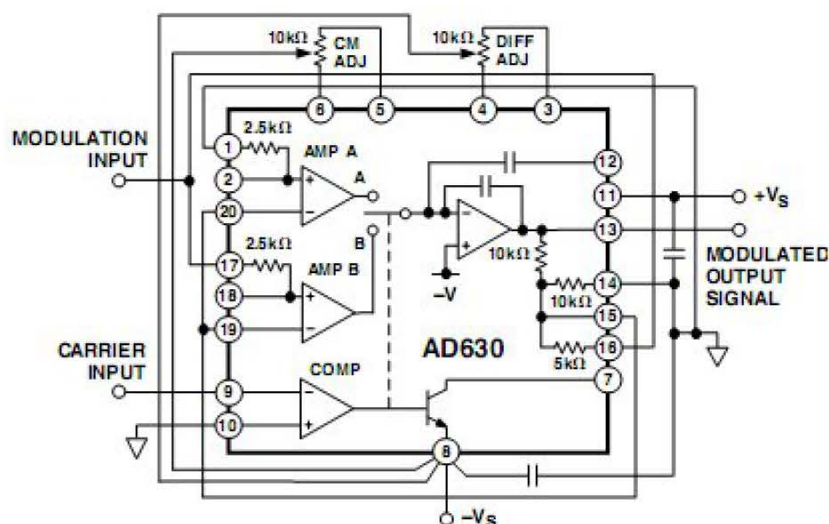 10kΩ
CM
ADJ
10kΩ
DIFF
ADJ
6
5
4
3
MODULATION
INPUT
1
2.5kΩ
AMP A
A
2
+
20
−
12
11
+VS
13
−
+
10kΩ
−V
B
2.5kΩ
17
AMP B
18
+
19
−
MODULATED
OUTPUT
SIGNAL
14
10kΩ
15
16
5kΩ
AD630
CARRIER
INPUT
COMP
9
−
10
+
7
8
−VS